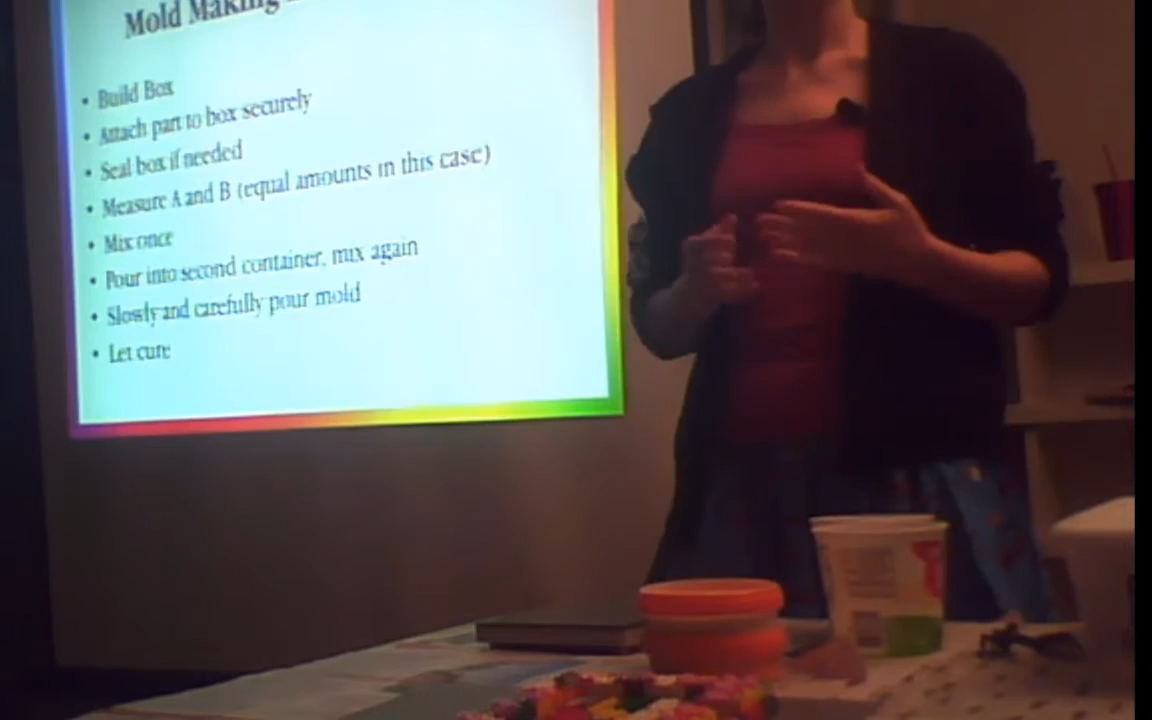 Mold Making
• Build Box
• Attach part to box securely
• Seal box if needed
• Measure A and B (equal amounts in this case)
• Mix once
• Pour into second container, mix again
• Slowly and carefully pour mold
• Let cure